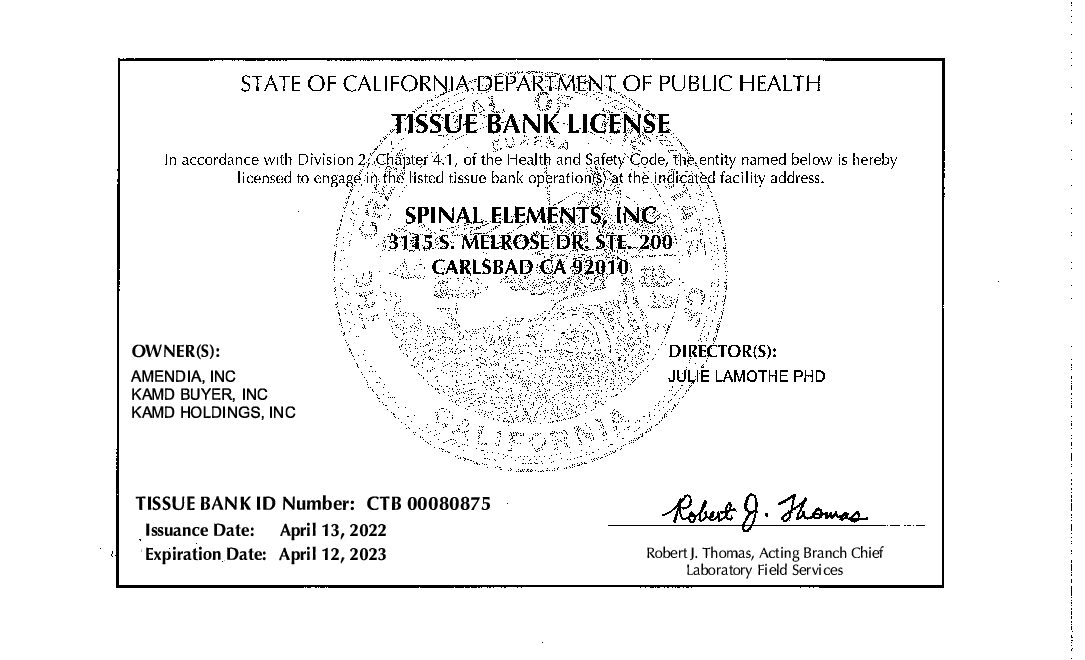 STATE OF CALIFORNIA DEPARTMENT OF PUBLIC HEALTH
TISSUE BANK LICENSE
In accordance with Division 2, Chapter 4.1, of the Health and Safety Code, the entity named below is hereby
licensed to engage in the listed tissue bank operation(s) at the indicated facility address.
SPINAL ELEMENTS, INC
3115 S. MELROSE DR. STE. 200
CARLSBAD CA 92010
OWNER(S):
AMENDIA, INC
KAMD BUYER, INC
KAMD HOLDINGS, INC
DIRECTOR(S):
JULIE LAMOTHE PHD
CALIFORNIA
TISSUE BANK ID Number: CTB 00080875
Issuance Date: April 13, 2022
Expiration Date: April 12, 2023
Robert J. Thomas
Robert J. Thomas, Acting Branch Chief
Laboratory Field Services